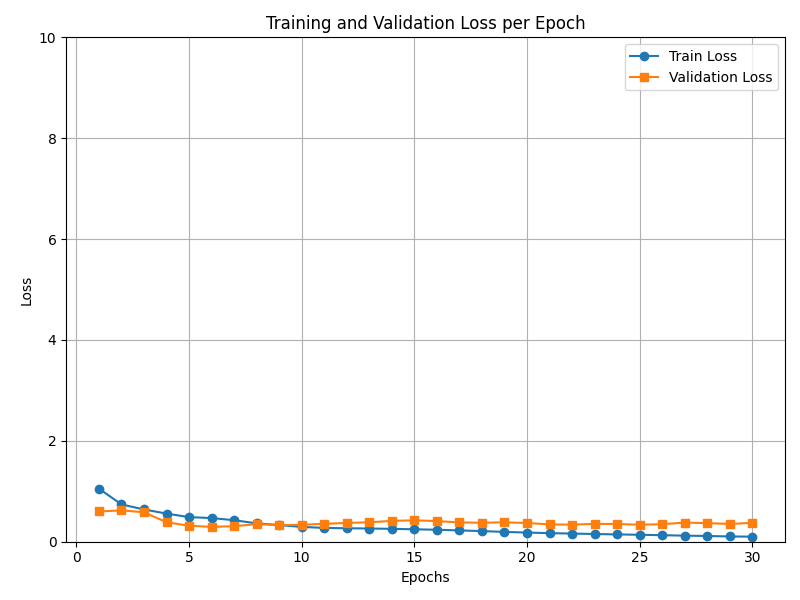 Training and Validation Loss per Epoch
Train Loss
Validation Loss
Loss
10
8
6
4
2
0
0 5 10 15 20 25 30
Epochs